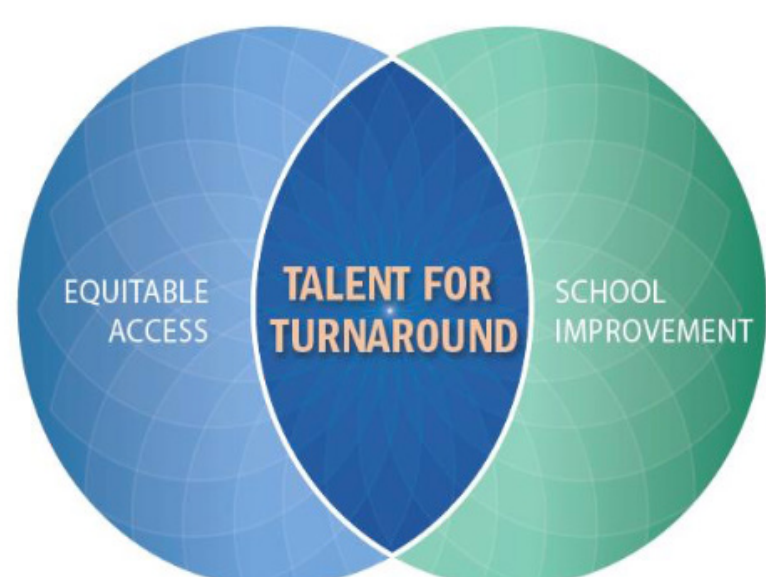 EQUITABLE
ACCESS
TALENT FOR
TURNAROUND
SCHOOL
IMPROVEMENT